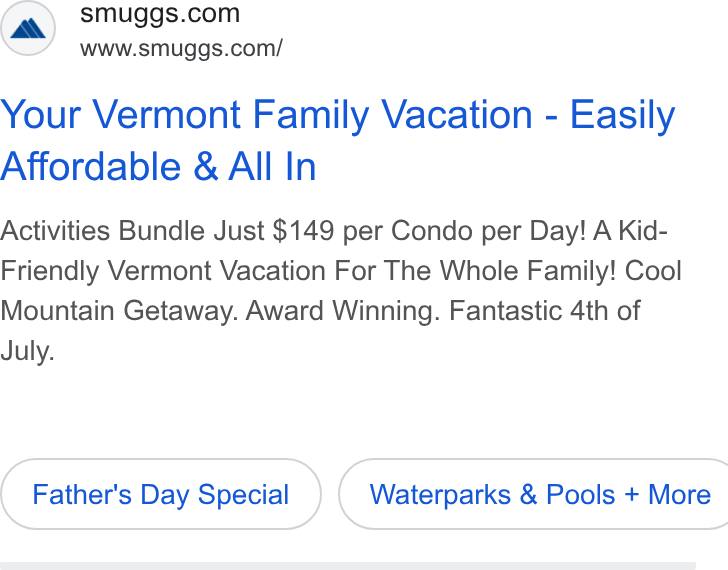 smuggs.com
www.smuggs.com/
Your Vermont Family Vacation - Easily
Affordable & All In
Activities Bundle Just $149 per Condo per Day! A Kid-
Friendly Vermont Vacation For The Whole Family! Cool
Mountain Getaway. Award Winning. Fantastic 4th of
July.
Father's Day Special
Waterparks & Pools + More